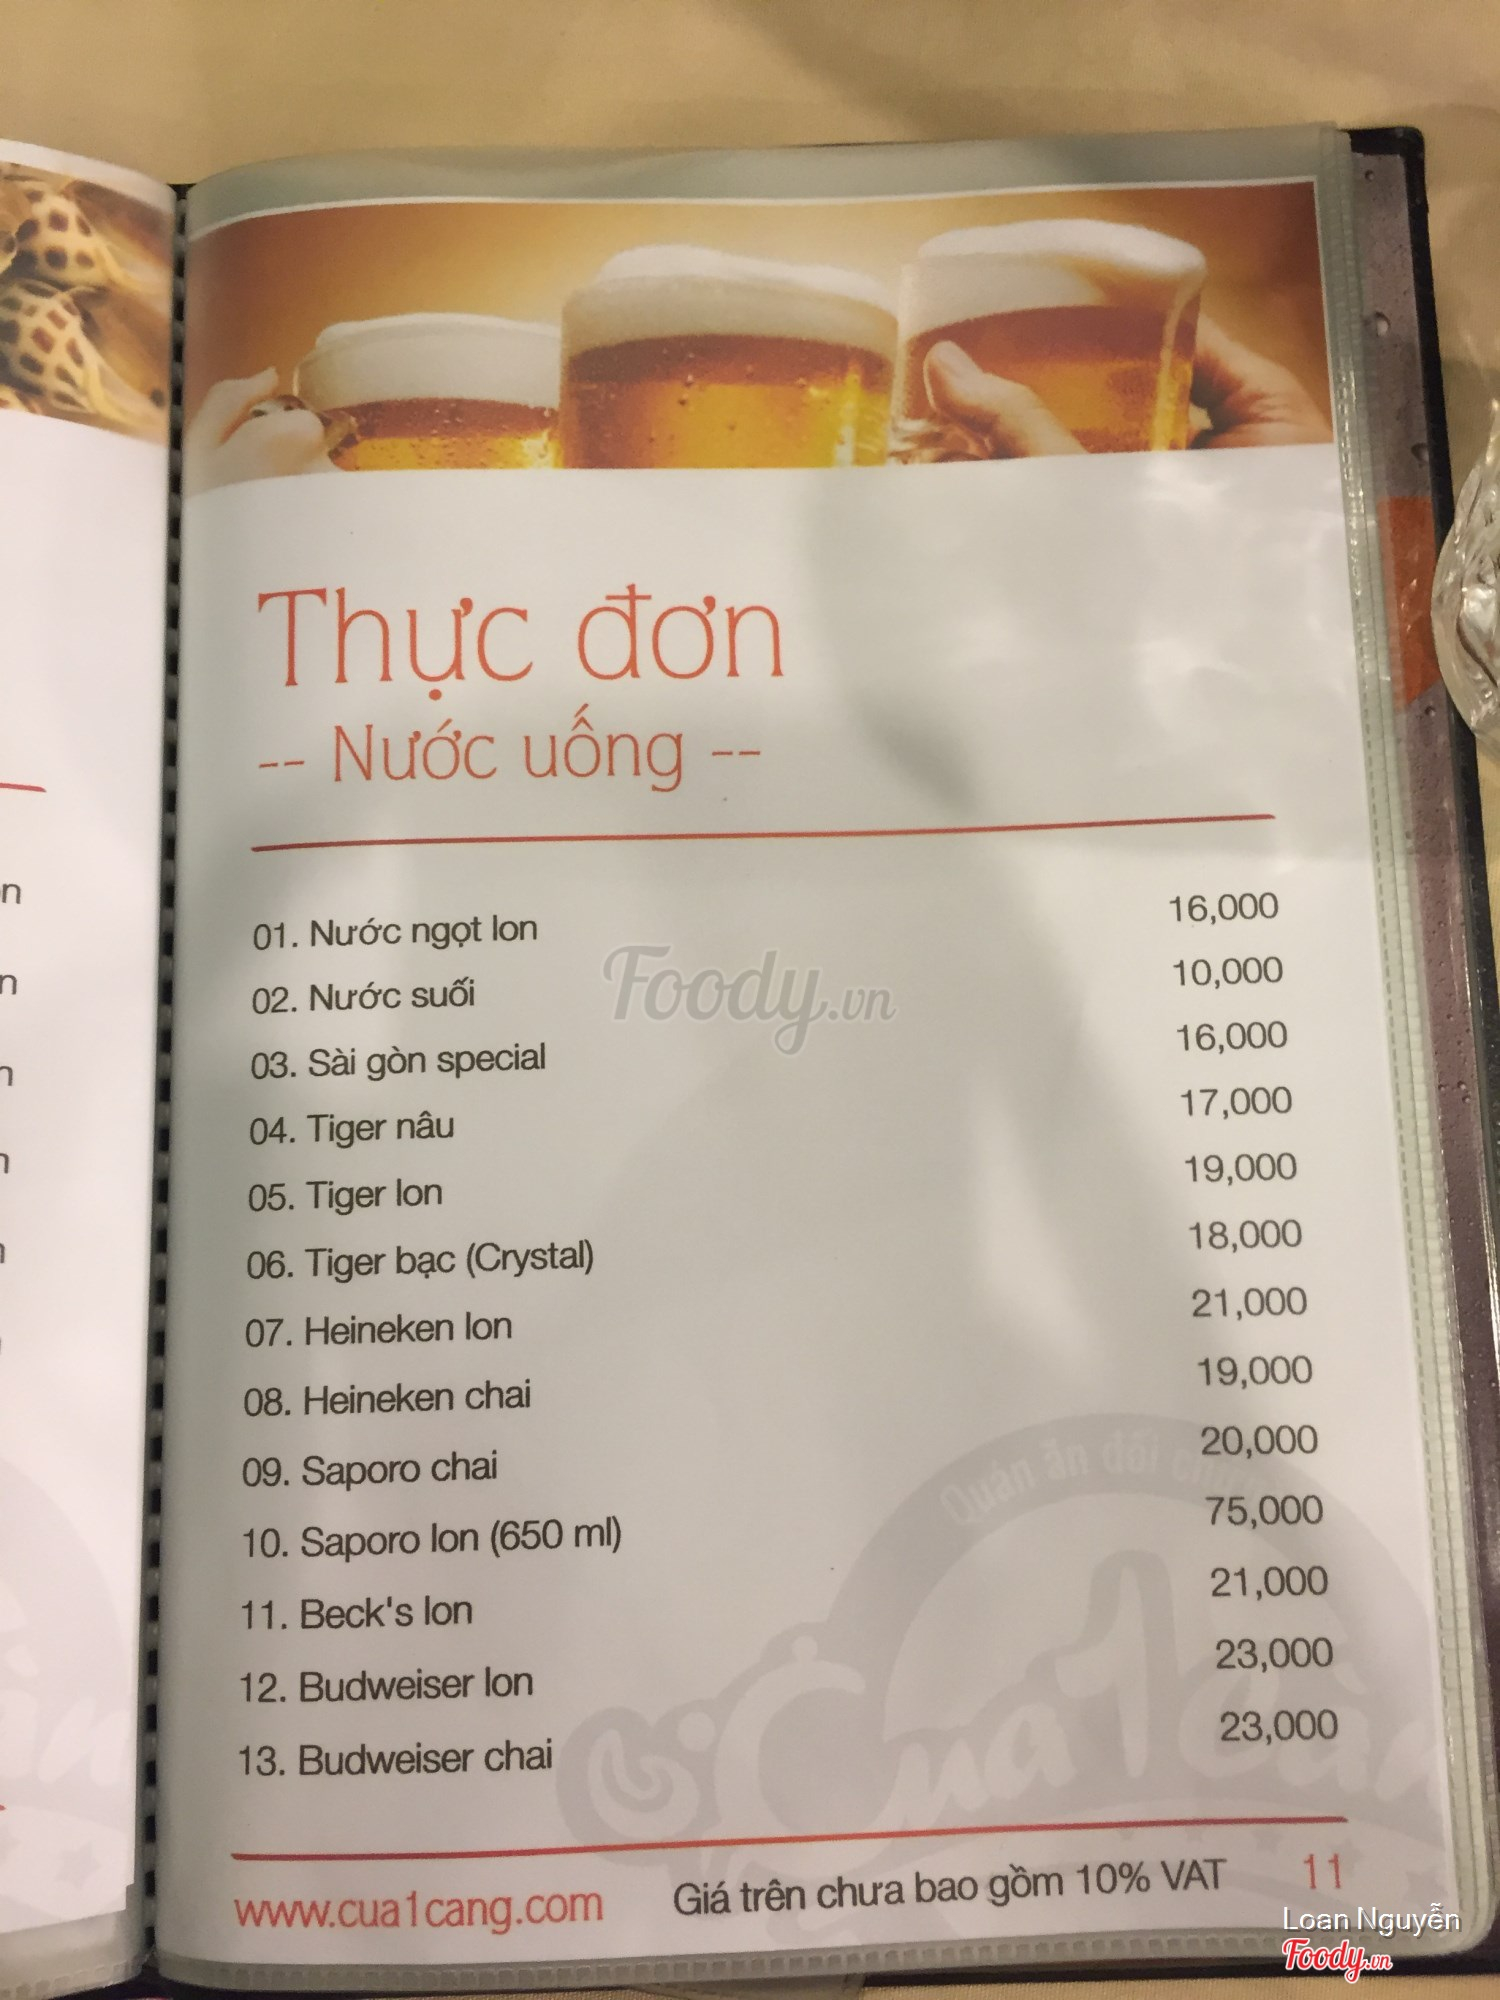 Thực đơn
-- Nước uống --
01. Nước ngọt lon 16,000
02. Nước suối 10,000
03. Sài gòn special 16,000
04. Tiger nâu 17,000
05. Tiger lon 19,000
06. Tiger bạc (Crystal) 18,000
07. Heineken lon 21,000
08. Heineken chai 19,000
09. Saporo chai 20,000
10. Saporo lon (650 ml) 75,000
11. Beck's lon 21,000
12. Budweiser lon 23,000
13. Budweiser chai 23,000
Foody.vn
Quán ăn đối
Cua1càn
www.cua1cang.com Giá trên chưa bao gồm 10% VAT 11
Loan Nguyễn
Foody.vn